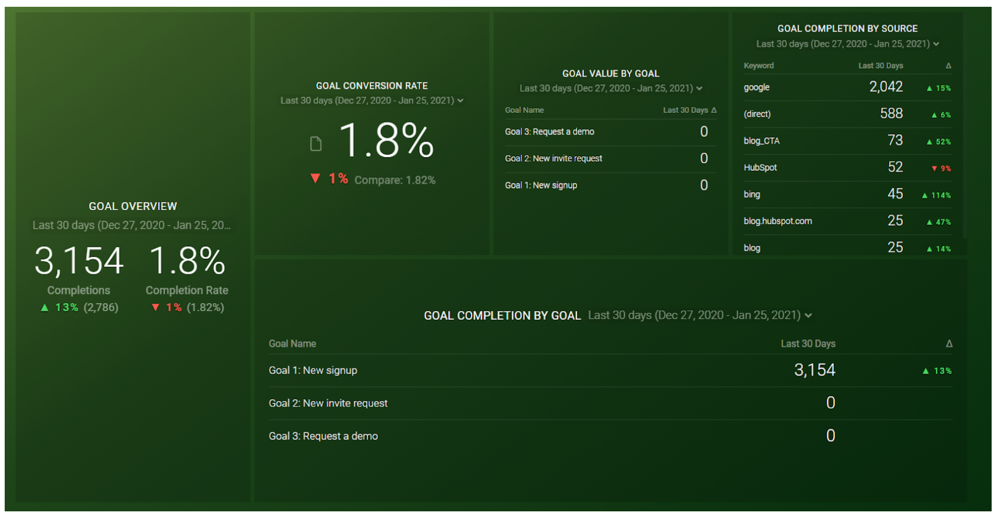 GOAL OVERVIEW
Last 30 days (Dec 27, 2020 - Jan 25, 20...
3,154 1.8%
Completions Completion Rate
▲ 13% (2,786) ▼ 1% (1.82%)
GOAL CONVERSION RATE
Last 30 days (Dec 27, 2020 - Jan 25, 2021)
1.8%
▼ 1% Compare: 1.82%
GOAL VALUE BY GOAL
Last 30 days (Dec 27, 2020 - Jan 25, 2021)
Goal Name Last 30 Days Δ
Goal 3: Request a demo 0
Goal 2: New invite request 0
Goal 1: New signup 0
GOAL COMPLETION BY SOURCE
Last 30 days (Dec 27, 2020 - Jan 25, 2021)
Keyword Last 30 Days Δ
google 2,042 ▲ 15%
(direct) 588 ▲ 6%
blog_CTA 73 ▲ 52%
HubSpot 52 ▼ 9%
bing 45 ▲ 114%
blog.hubspot.com 25 ▲ 47%
blog 25 ▲ 14%
GOAL COMPLETION BY GOAL Last 30 days (Dec 27, 2020 - Jan 25, 2021)
Goal Name Last 30 Days Δ
Goal 1: New signup 3,154 ▲ 13%
Goal 2: New invite request 0
Goal 3: Request a demo 0